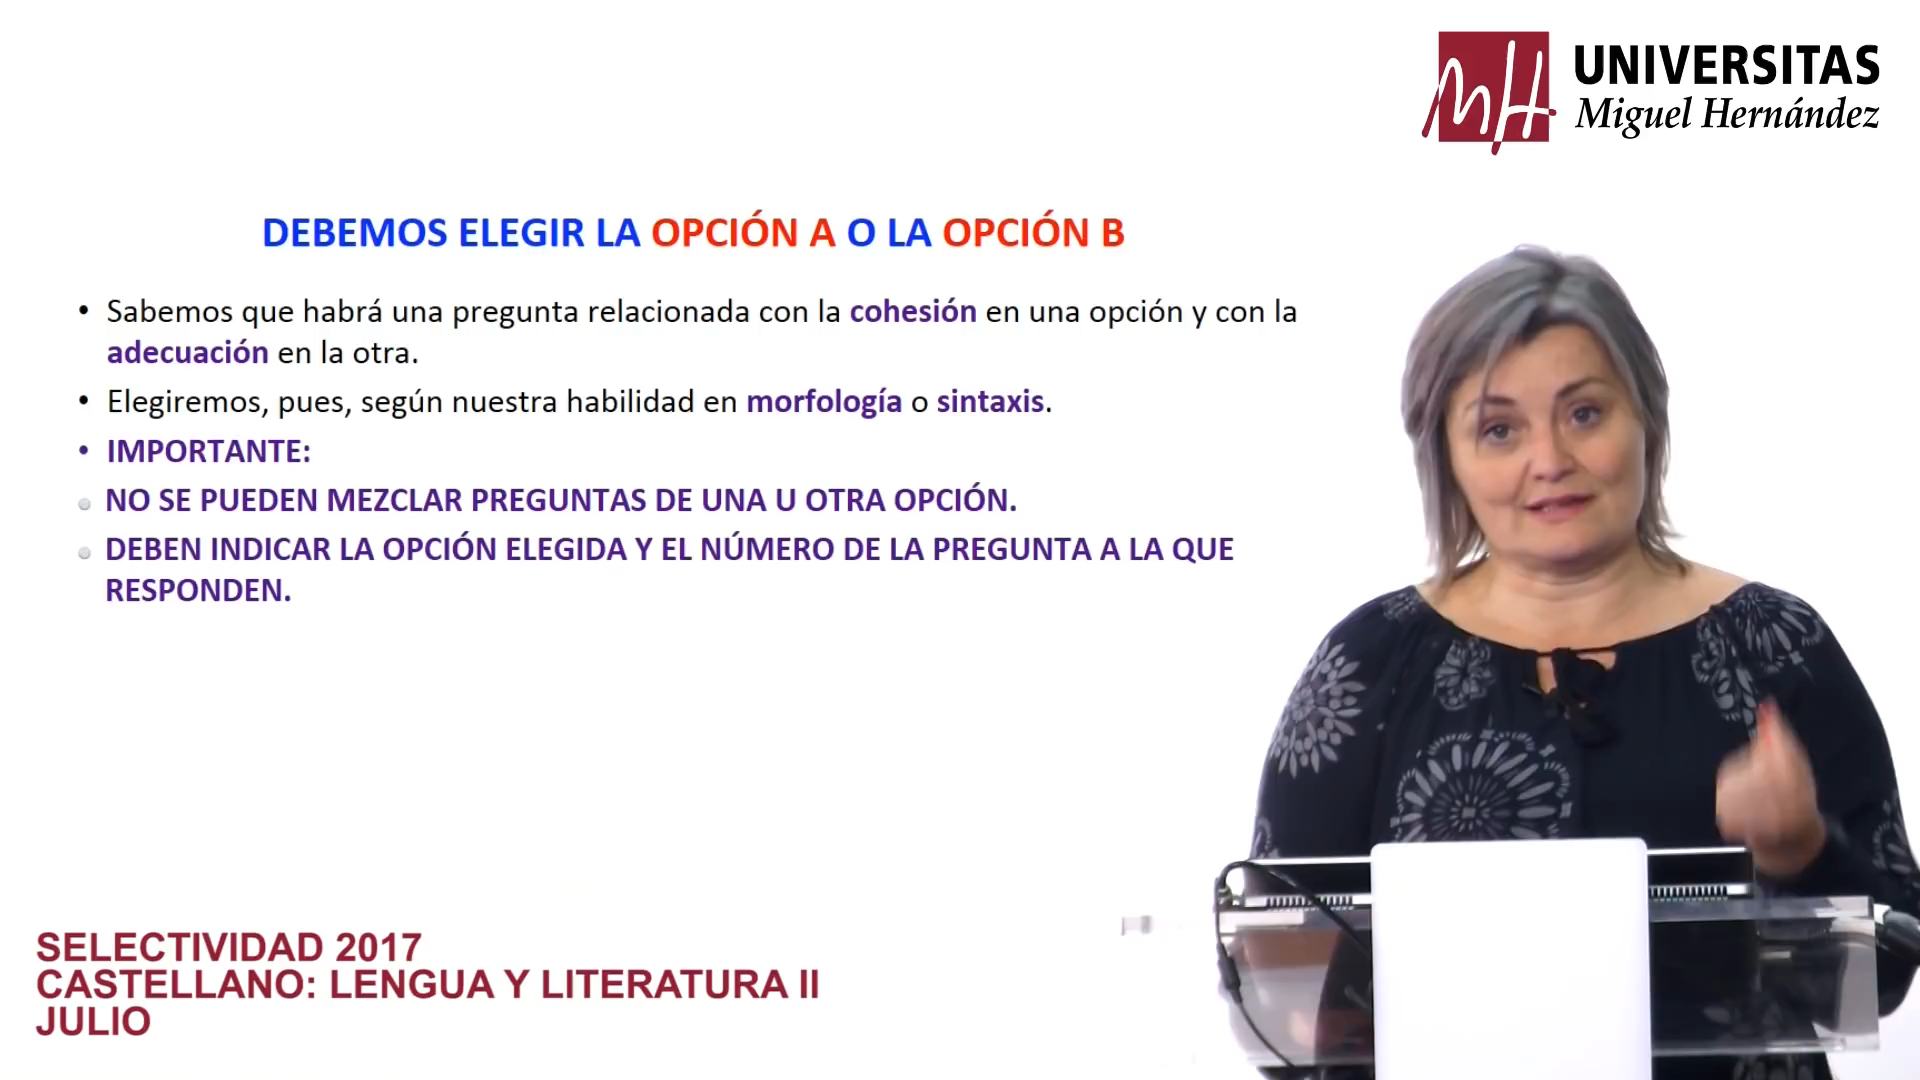 mH UNIVERSITAS
Miguel Hernández
DEBEMOS ELEGIR LA OPCIÓN A O LA OPCIÓN B
• Sabemos que habrá una pregunta relacionada con la cohesión en una opción y con la
adecuación en la otra.
• Elegiremos, pues, según nuestra habilidad en morfología o sintaxis.
• IMPORTANTE:
• NO SE PUEDEN MEZCLAR PREGUNTAS DE UNA U OTRA OPCIÓN.
• DEBEN INDICAR LA OPCIÓN ELEGIDA Y EL NÚMERO DE LA PREGUNTA A LA QUE
RESPONDEN.
SELECTIVIDAD 2017
CASTELLANO: LENGUA Y LITERATURA II
JULIO